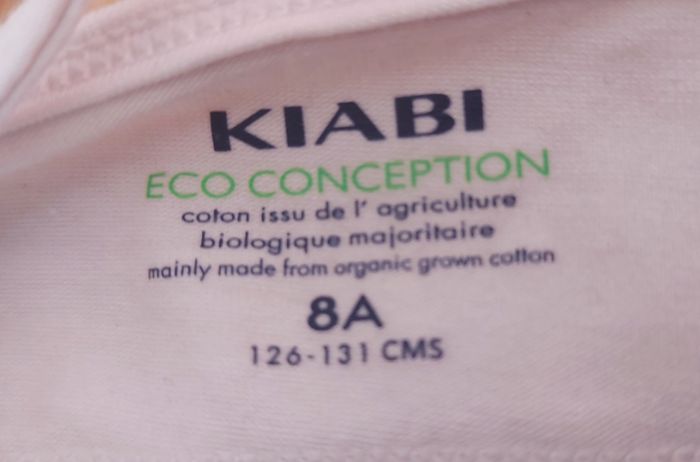 KIABI
ECO CONCEPTION
coton issu de l' agriculture
biologique majoritaire
mainly made from organic grown cotton
8A
126-131 CMS